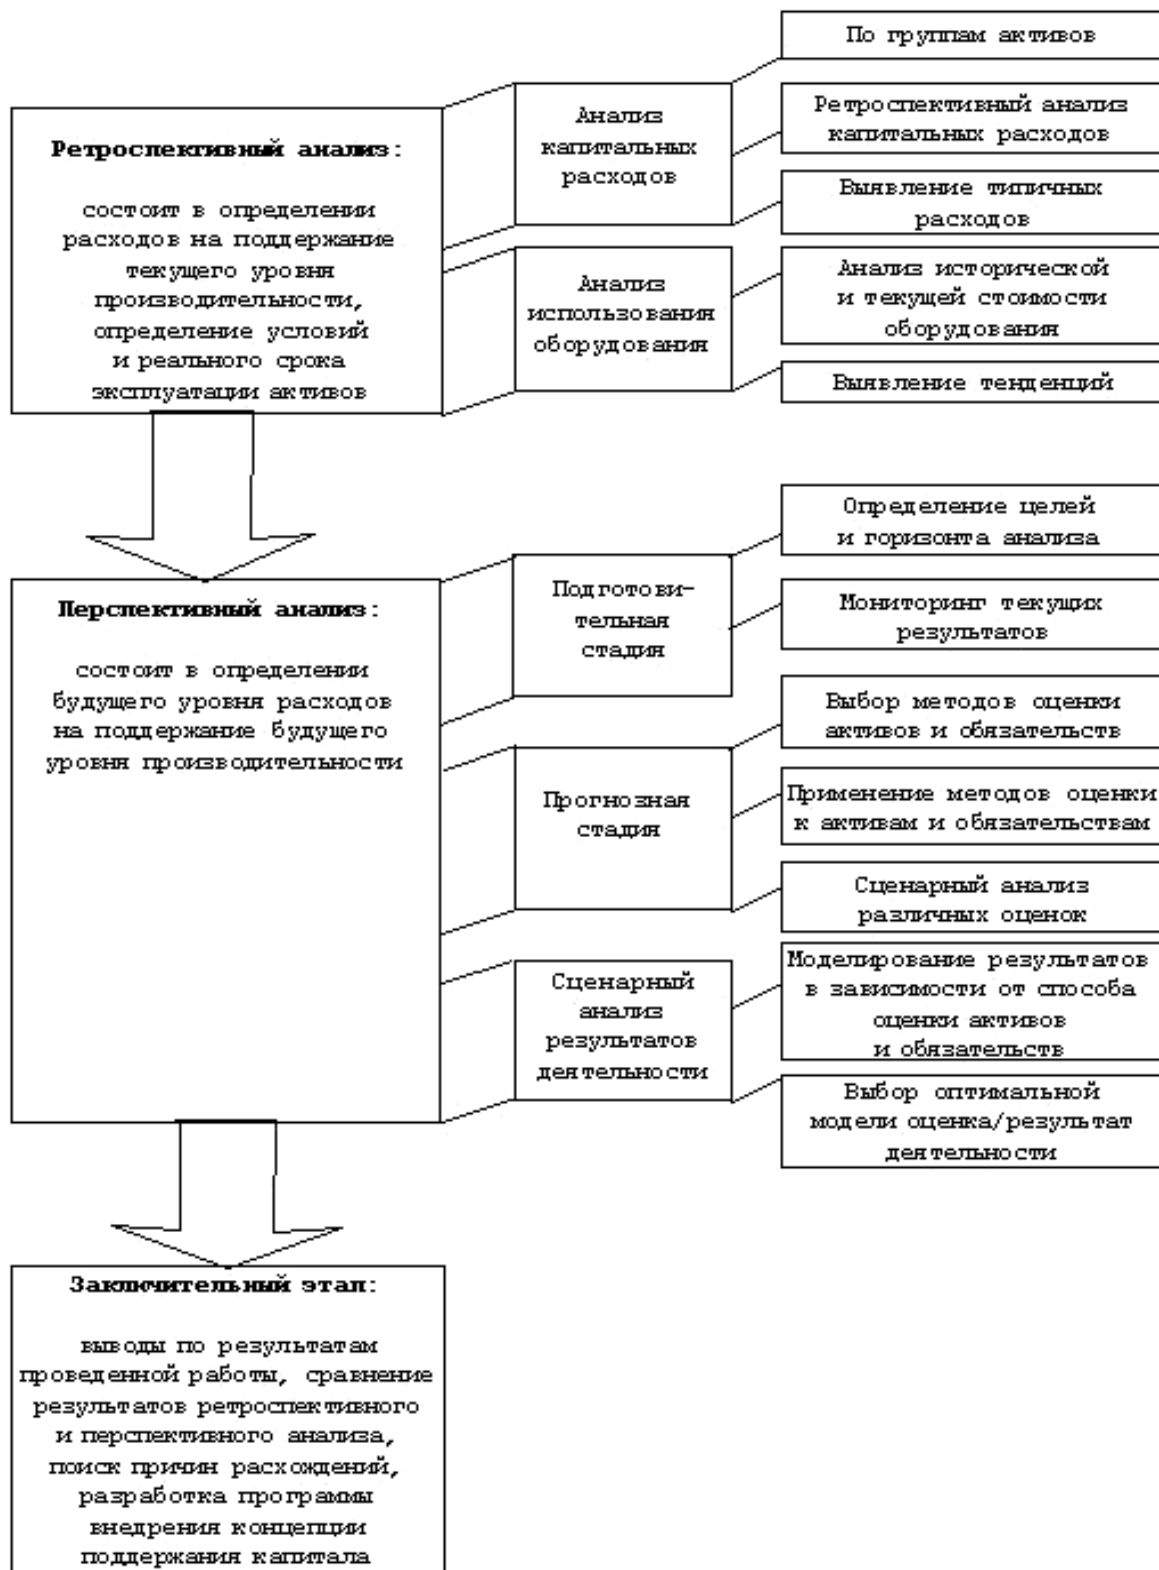 По группам активов
Ретроспективный анализ
капитальных расходов
Выявление типичных
расходов
Анализ
капитальных
расходов
Ретроспективный анализ:
состоит в определении
расходов на поддержание
текущего уровня
производительности,
определение условий
и реального срока
эксплуатации активов
Анализ
использования
оборудования
Анализ исторической
и текущей стоимости
оборудования
Выявление тенденций
Перспективный анализ:
состоит в определении
будущего уровня расходов
на поддержание будущего
уровня производительности
Подготови-
тельная
стадия
Определение целей
и горизонта анализа
Мониторинг текущих
результатов
Прогнозная
стадия
Выбор методов оценки
активов и обязательств
Применение методов оценки
к активам и обязательствам
Сценарный анализ
различных оценок
Сценарный
анализ
результатов
деятельности
Моделирование результатов
в зависимости от способа
оценки активов
и обязательств
Выбор оптимальной
модели оценка/результат
деятельности
Заключительный этап:
выводы по результатам
проведенной работы, сравнение
результатов ретроспективного
и перспективного анализа,
поиск причин расхождений,
разработка программы
внедрения концепции
поддержания капитала